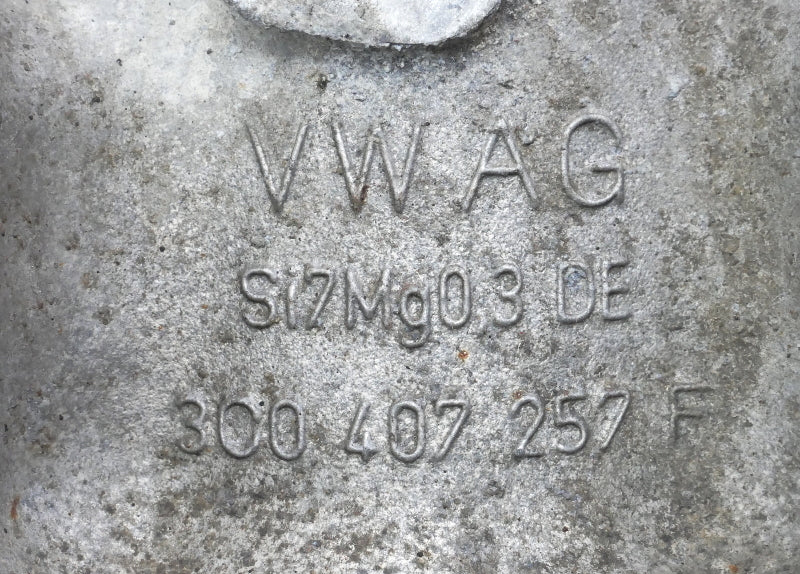 VW AG
Si7Mg0,3 DE
3C0 407 257 F